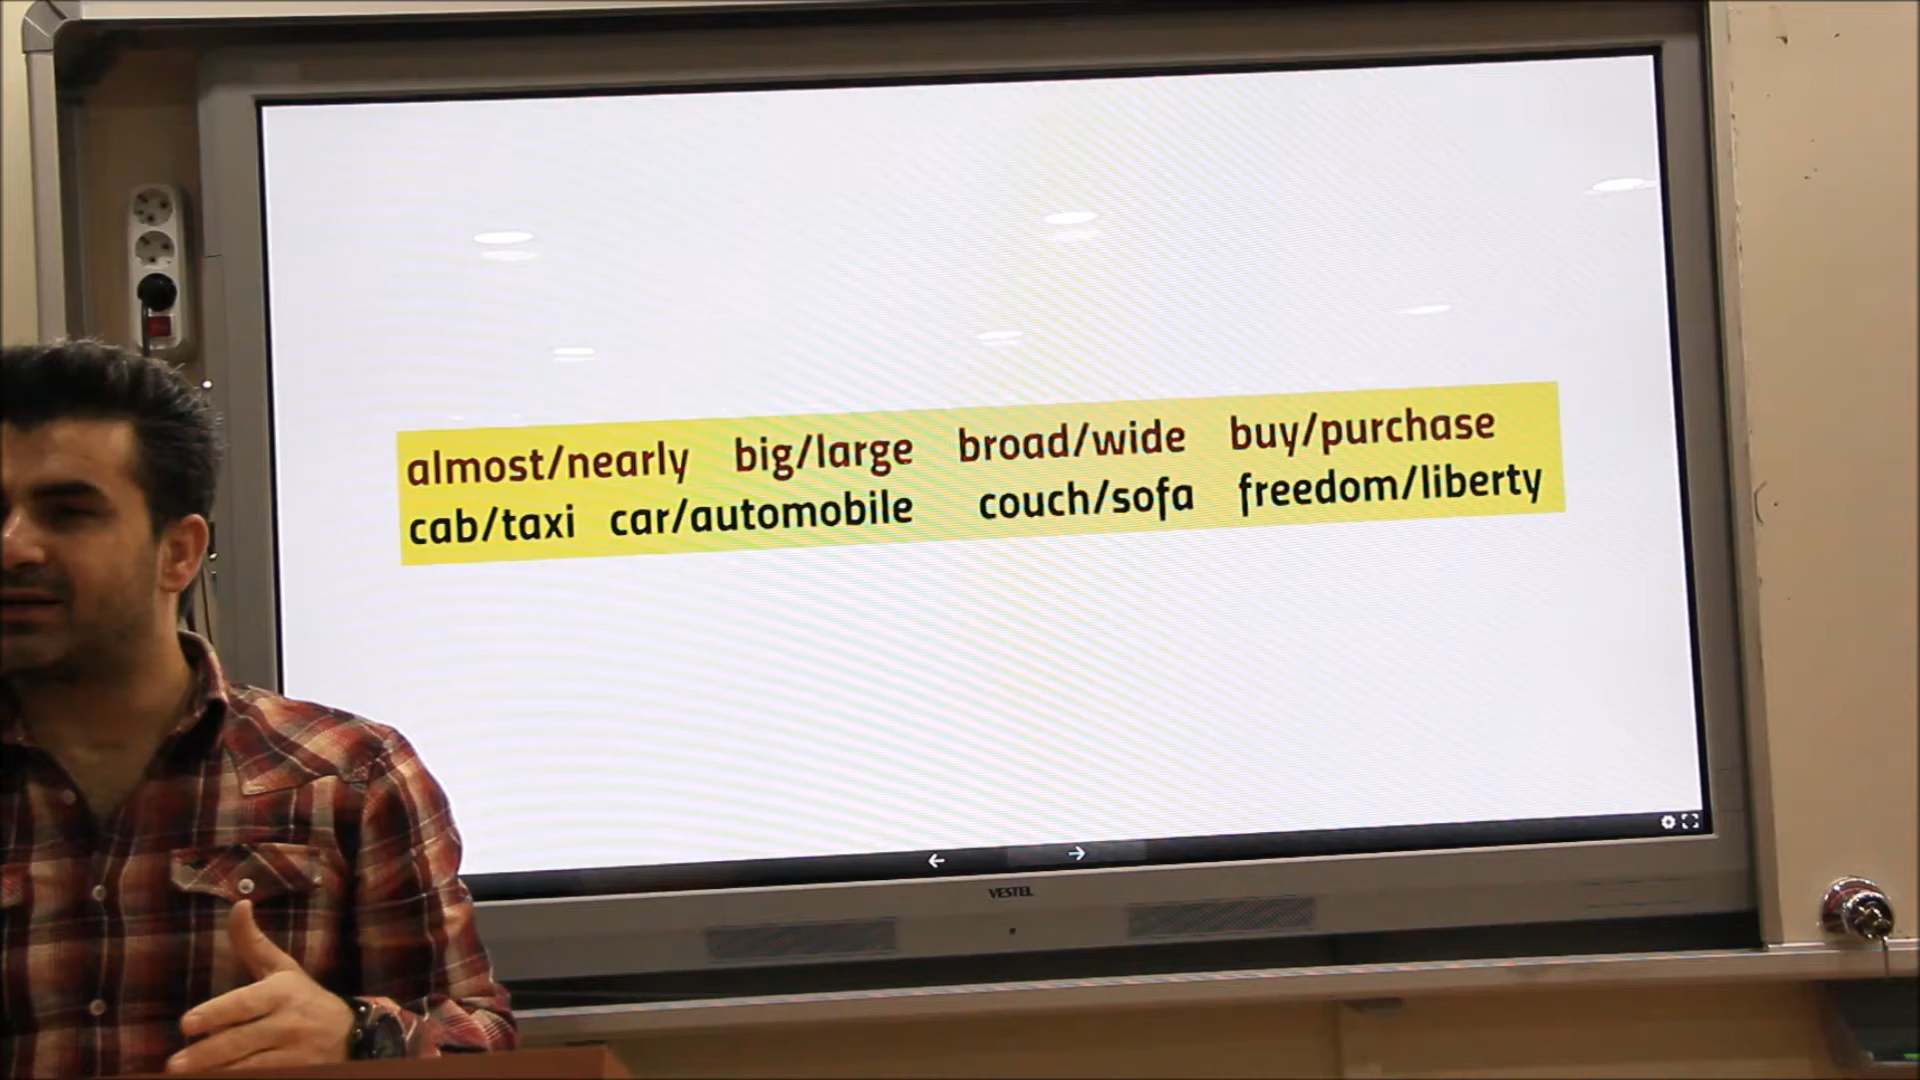 almost/nearly big/large broad/wide buy/purchase
cab/taxi car/automobile couch/sofa freedom/liberty
VESTEL